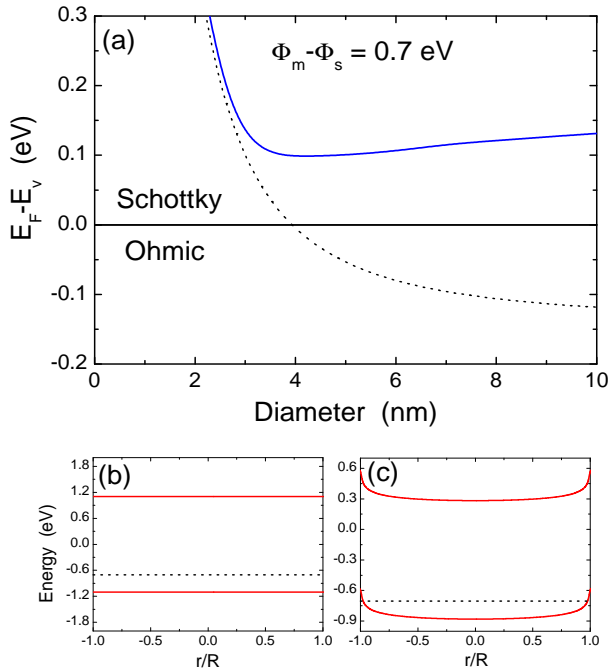 (a)
Φm-Φs = 0.7 eV
EF-Ev (eV)
0.3
0.2
0.1
0.0
-0.1
-0.2
Schottky
Ohmic
0 2 4 6 8 10
Diameter (nm)
(b)
Energy (eV)
1.8
1.2
0.6
0.0
-0.6
-1.2
-1.8
-1.0 -0.5 0.0 0.5 1.0
r/R
(c)
0.6
0.3
0.0
-0.3
-0.6
-0.9
-1.0 -0.5 0.0 0.5 1.0
r/R